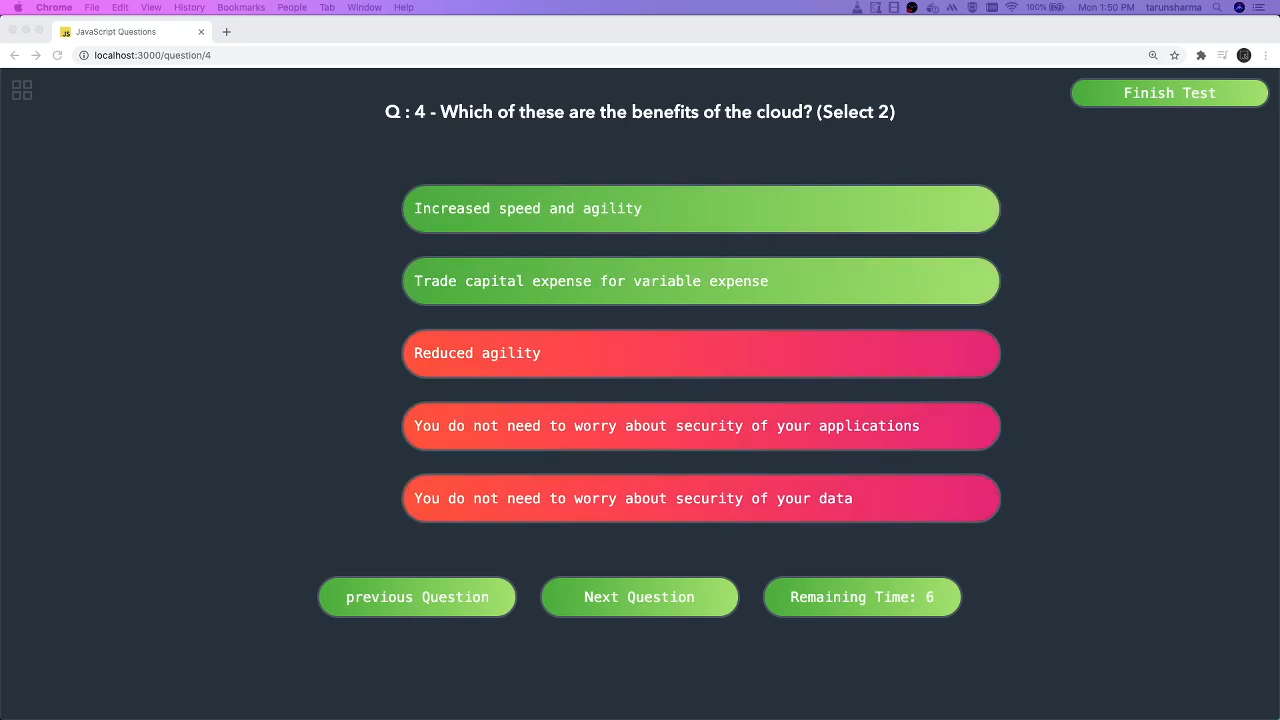 Chrome File Edit View History Bookmarks People Tab Window Help 100% Mon 1:50 PM tarunsharma
JS JavaScript Questions
localhost:3000/question/4
Finish Test
Q : 4 - Which of these are the benefits of the cloud? (Select 2)
Increased speed and agility
Trade capital expense for variable expense
Reduced agility
You do not need to worry about security of your applications
You do not need to worry about security of your data
previous Question Next Question Remaining Time: 6